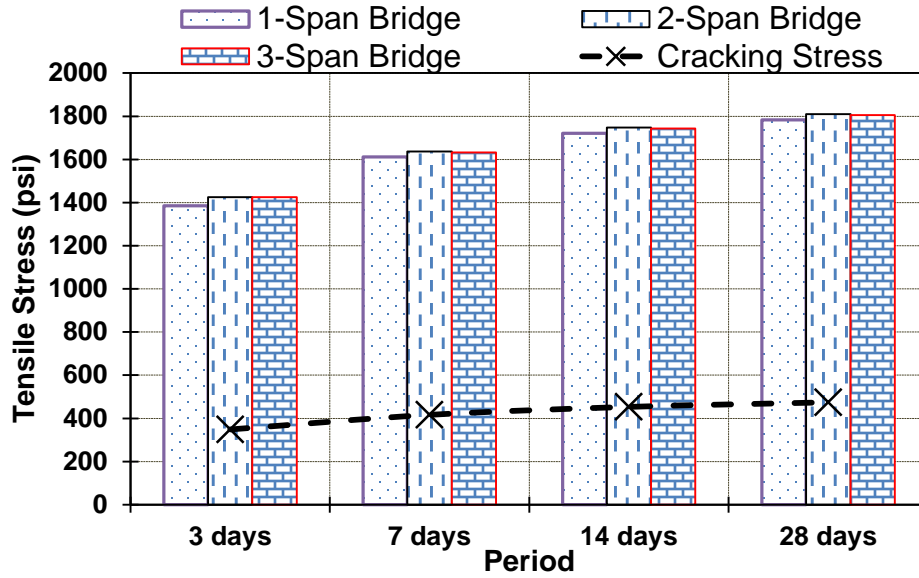 1-Span Bridge 2-Span Bridge
3-Span Bridge Cracking Stress
2000
1800
1600
1400
1200
1000
800
600
400
200
0
Tensile Stress (psi)
3 days 7 days 14 days 28 days
Period